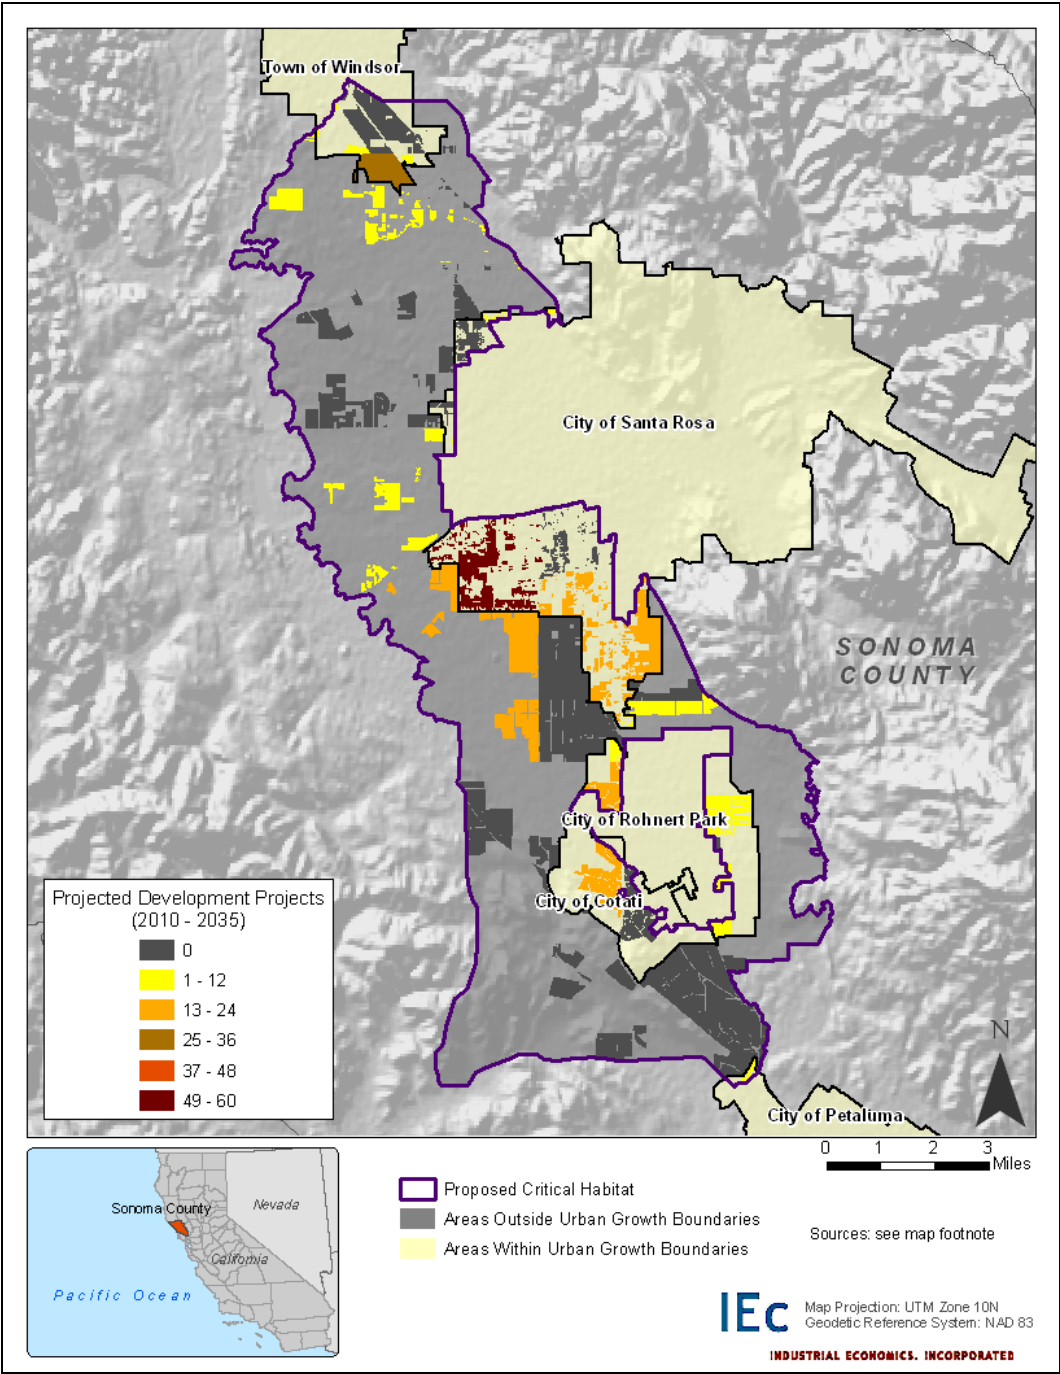 Town of Windsor
City of Santa Rosa
SONOMA
COUNTY
City of Rohnert Park
City of Cotati
City of Petaluma
N
0 1 2 3
Miles
Projected Development Projects
(2010 - 2035)
0
1 - 12
13 - 24
25 - 36
37 - 48
49 - 60
Sonoma County
Nevada
California
Pacific Ocean
Proposed Critical Habitat
Areas Outside Urban Growth Boundaries
Areas Within Urban Growth Boundaries
Sources: see map footnote
IEc
Map Projection: UTM Zone 10N
Geodetic Reference System: NAD 83
INDUSTRIAL ECONOMICS, INCORPORATED